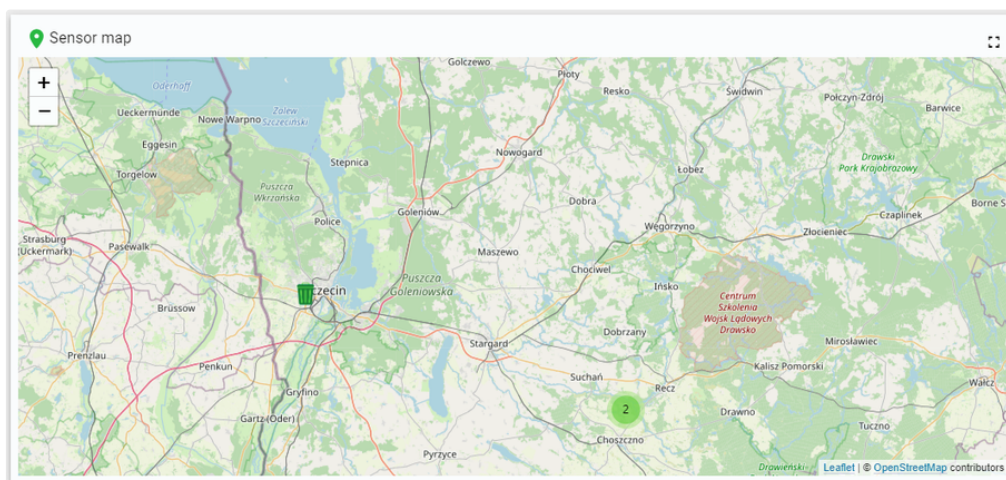 Sensor map
+
−
Oderhoff
Golczewo
Płoty
Resko
Świdwin
Połczyn-Zdrój
Barwice
Ueckermünde
Nowe Warpno
Zalew
Szczeciński
Eggesin
Torgelow
Stepnica
Nowogard
Łobez
Drawski
Park Krajobrazowy
Puszcza
Wkrzańska
Police
Goleniów
Dobra
Węgorzyno
Złocieniec
Czaplinek
Borne S
Strasburg
(Uckermark)
Pasewalk
Maszewo
Chociwel
Ińsko
Puszcza
Goleniowska
czecin
Brüssow
Centrum
Szkolenia
Wojsk Lądowych
Drawsko
Dobrzany
Stargard
Mirosławiec
Prenzlau
Penkun
Suchań
Recz
Kalisz Pomorski
Wałcz
Gryfino
Gartz (Oder)
2
Drawno
Choszczno
Tuczno
Pyrzyce
Drawieński
Leaflet | © OpenStreetMap contributors